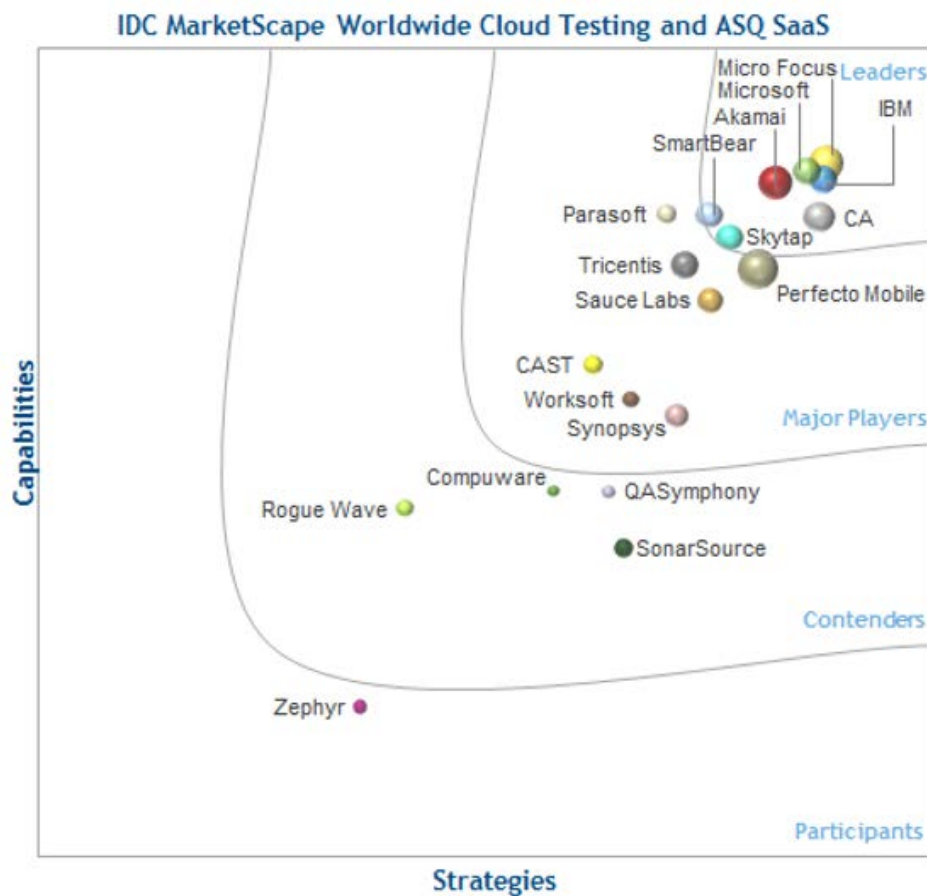 IDC MarketScape Worldwide Cloud Testing and ASQ SaaS
Micro Focus
Leaders
Microsoft
IBM
Akamai
SmartBear
Parasoft
CA
Skytap
Tricentis
Perfecto Mobile
Sauce Labs
CAST
Worksoft
Major Players
Synopsys
Capabilities
Compuware
QASymphony
Rogue Wave
SonarSource
Contenders
Zephyr
Participants
Strategies